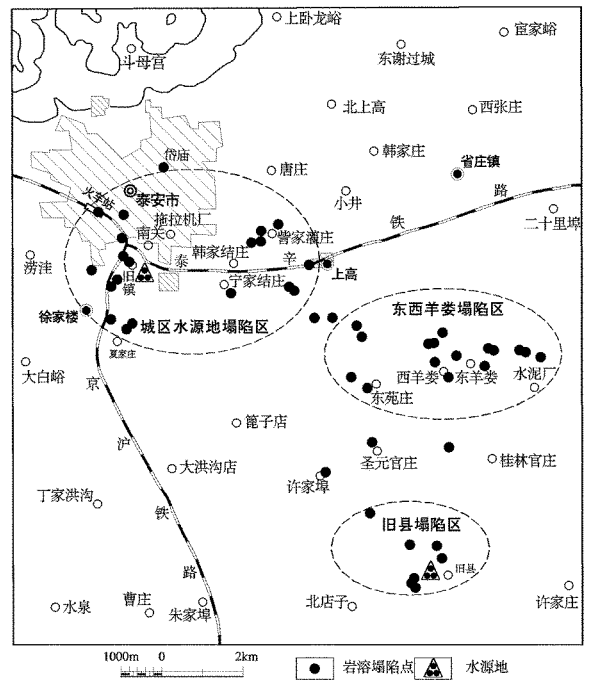 上卧龙峪
宦家峪
斗母宫
东谢过城
北上高
西张庄
岱庙
韩家庄
唐庄
省庄镇
火车站
泰安市
小井
铁
路
拖拉机厂
南关
二十里埠
韩家结庄
涝洼
泰
辛
上高
旧镇
宁家结庄
徐家楼
城区水源地塌陷区
东西羊娄塌陷区
夏家庄
大白峪
京
西羊娄
东羊娄
水泥厂
东苑庄
篦子店
沪
大洪沟店
圣元官庄
桂林官庄
许家埠
丁家洪沟
铁
旧县塌陷区
路
旧县
水泉
曹庄
朱家埠
北店子
许家庄
1000m 0 2km
岩溶塌陷点
水源地